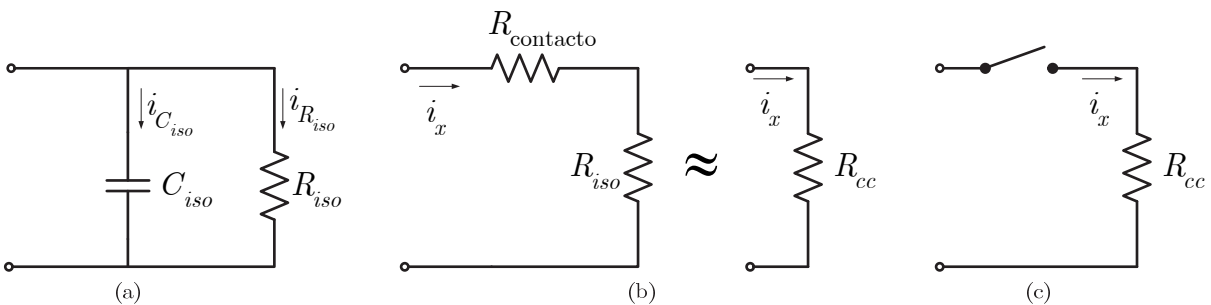 i_{C_{iso}}
i_{R_{iso}}
C_{iso}
R_{iso}
(a)
R_{contacto}
i_x
R_{iso}
≈
i_x
R_{cc}
(b)
i_x
R_{cc}
(c)